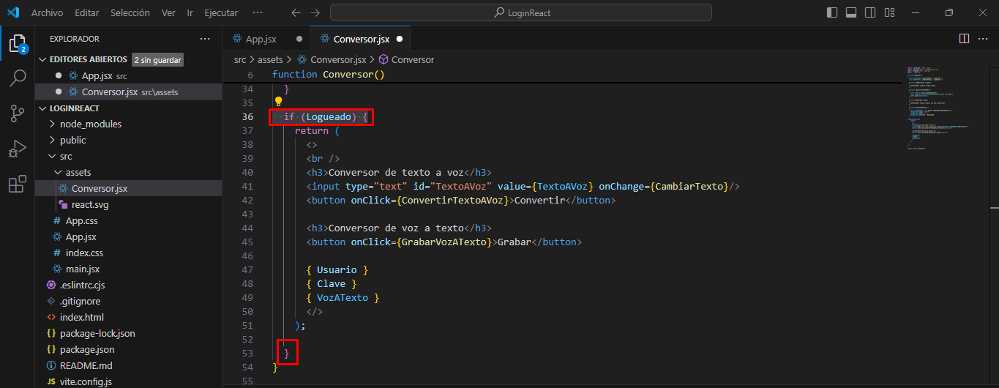 Archivo Editar Selección Ver Ir Ejecutar ··· LoginReact
EXPLORADOR ···
EDITORES ABIERTOS 2 sin guardar
App.jsx src
Conversor.jsx src\assets
LOGINREACT
node_modules
public
src
assets
Conversor.jsx
react.svg
App.css
App.jsx
index.css
main.jsx
.eslintrc.cjs
.gitignore
index.html
package-lock.json
package.json
README.md
vite.config.js
2
App.jsx Conversor.jsx
src > assets > Conversor.jsx > Conversor
6 function Conversor()
34 }
35
36 if (Logueado) {
37 return (
38 <>
39 <br />
40 <h3>Conversor de texto a voz</h3>
41 <input type="text" id="TextoAVoz" value={TextoAVoz} onChange={CambiarTexto}/>
42 <button onClick={ConvertirTextoAVoz}>Convertir</button>
43
44 <h3>Conversor de voz a texto</h3>
45 <button onClick={GrabarVozATexto}>Grabar</button>
46
47 { Usuario }
48 { Clave }
49 { VozATexto }
50 </>
51 );
52
53 }
54 }
55